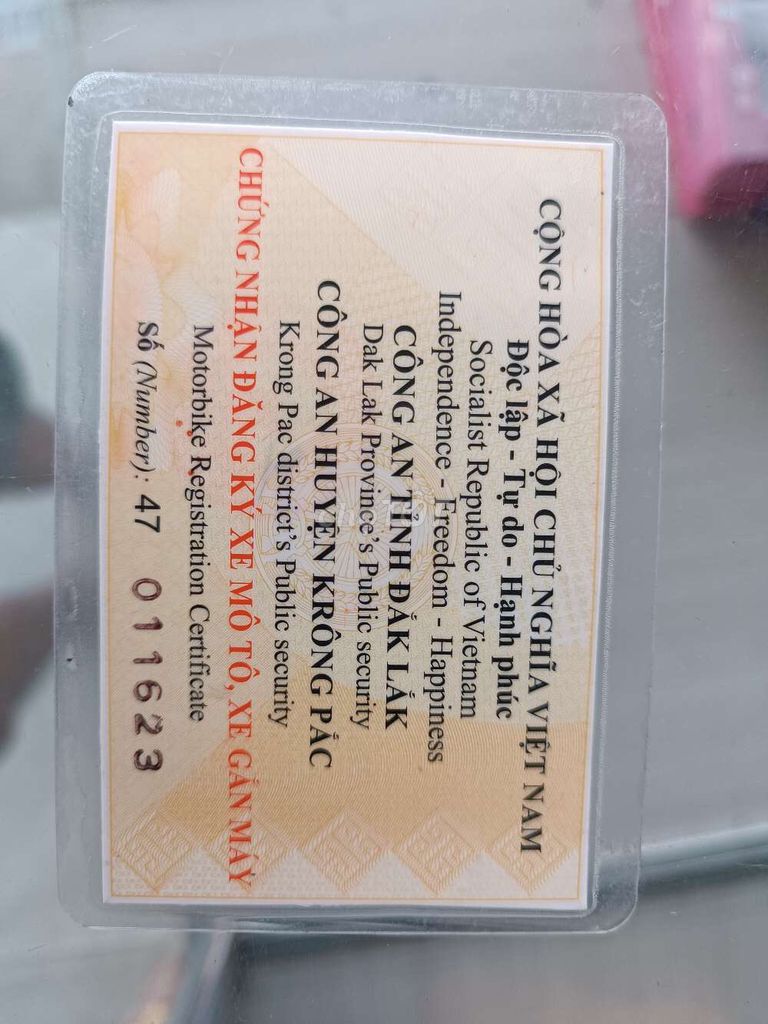 CỘNG HÒA XÃ HỘI CHỦ NGHĨA VIỆT NAM
Độc lập - Tự do - Hạnh phúc
Socialist Republic of Vietnam
Independence - Freedom - Happiness
CÔNG AN TỈNH ĐẮK LẮK
Dak Lak Province's Public security
CÔNG AN HUYỆN KRÔNG PẮC
Krong Pac district's Public security
CHỨNG NHẬN ĐĂNG KÝ XE MÔ TÔ, XE GẮN MÁY
Motorbike Registration Certificate
Số (Number): 47 011623